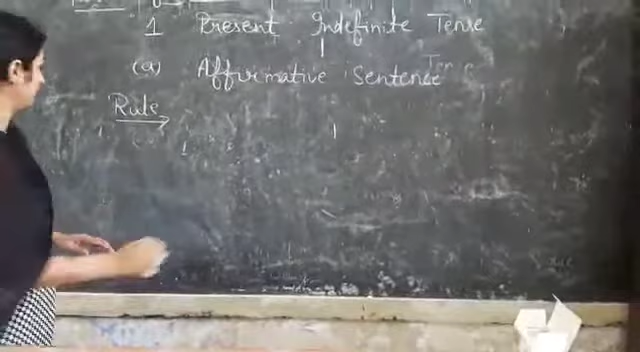 1 Present Indefinite Tense
(a) Affirmative Sentence
Rule